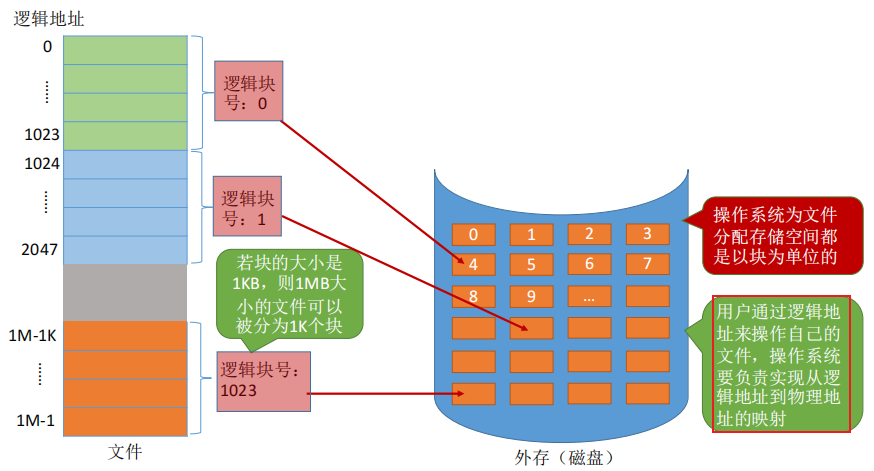 逻辑地址
0
……
1023
1024
……
2047
1M-1K
……
1M-1
文件
逻辑块
号：0
逻辑块
号：1
若块的大小是
1KB，则1MB大
小的文件可以
被分为1K个块
逻辑块号：
1023
0 1 2 3
4 5 6 7
8 9 ...
外存（磁盘）
操作系统为文件
分配存储空间都
是以块为单位的
用户通过逻辑地
址来操作自己的
文件，操作系统
要负责实现从逻
辑地址到物理地
址的映射